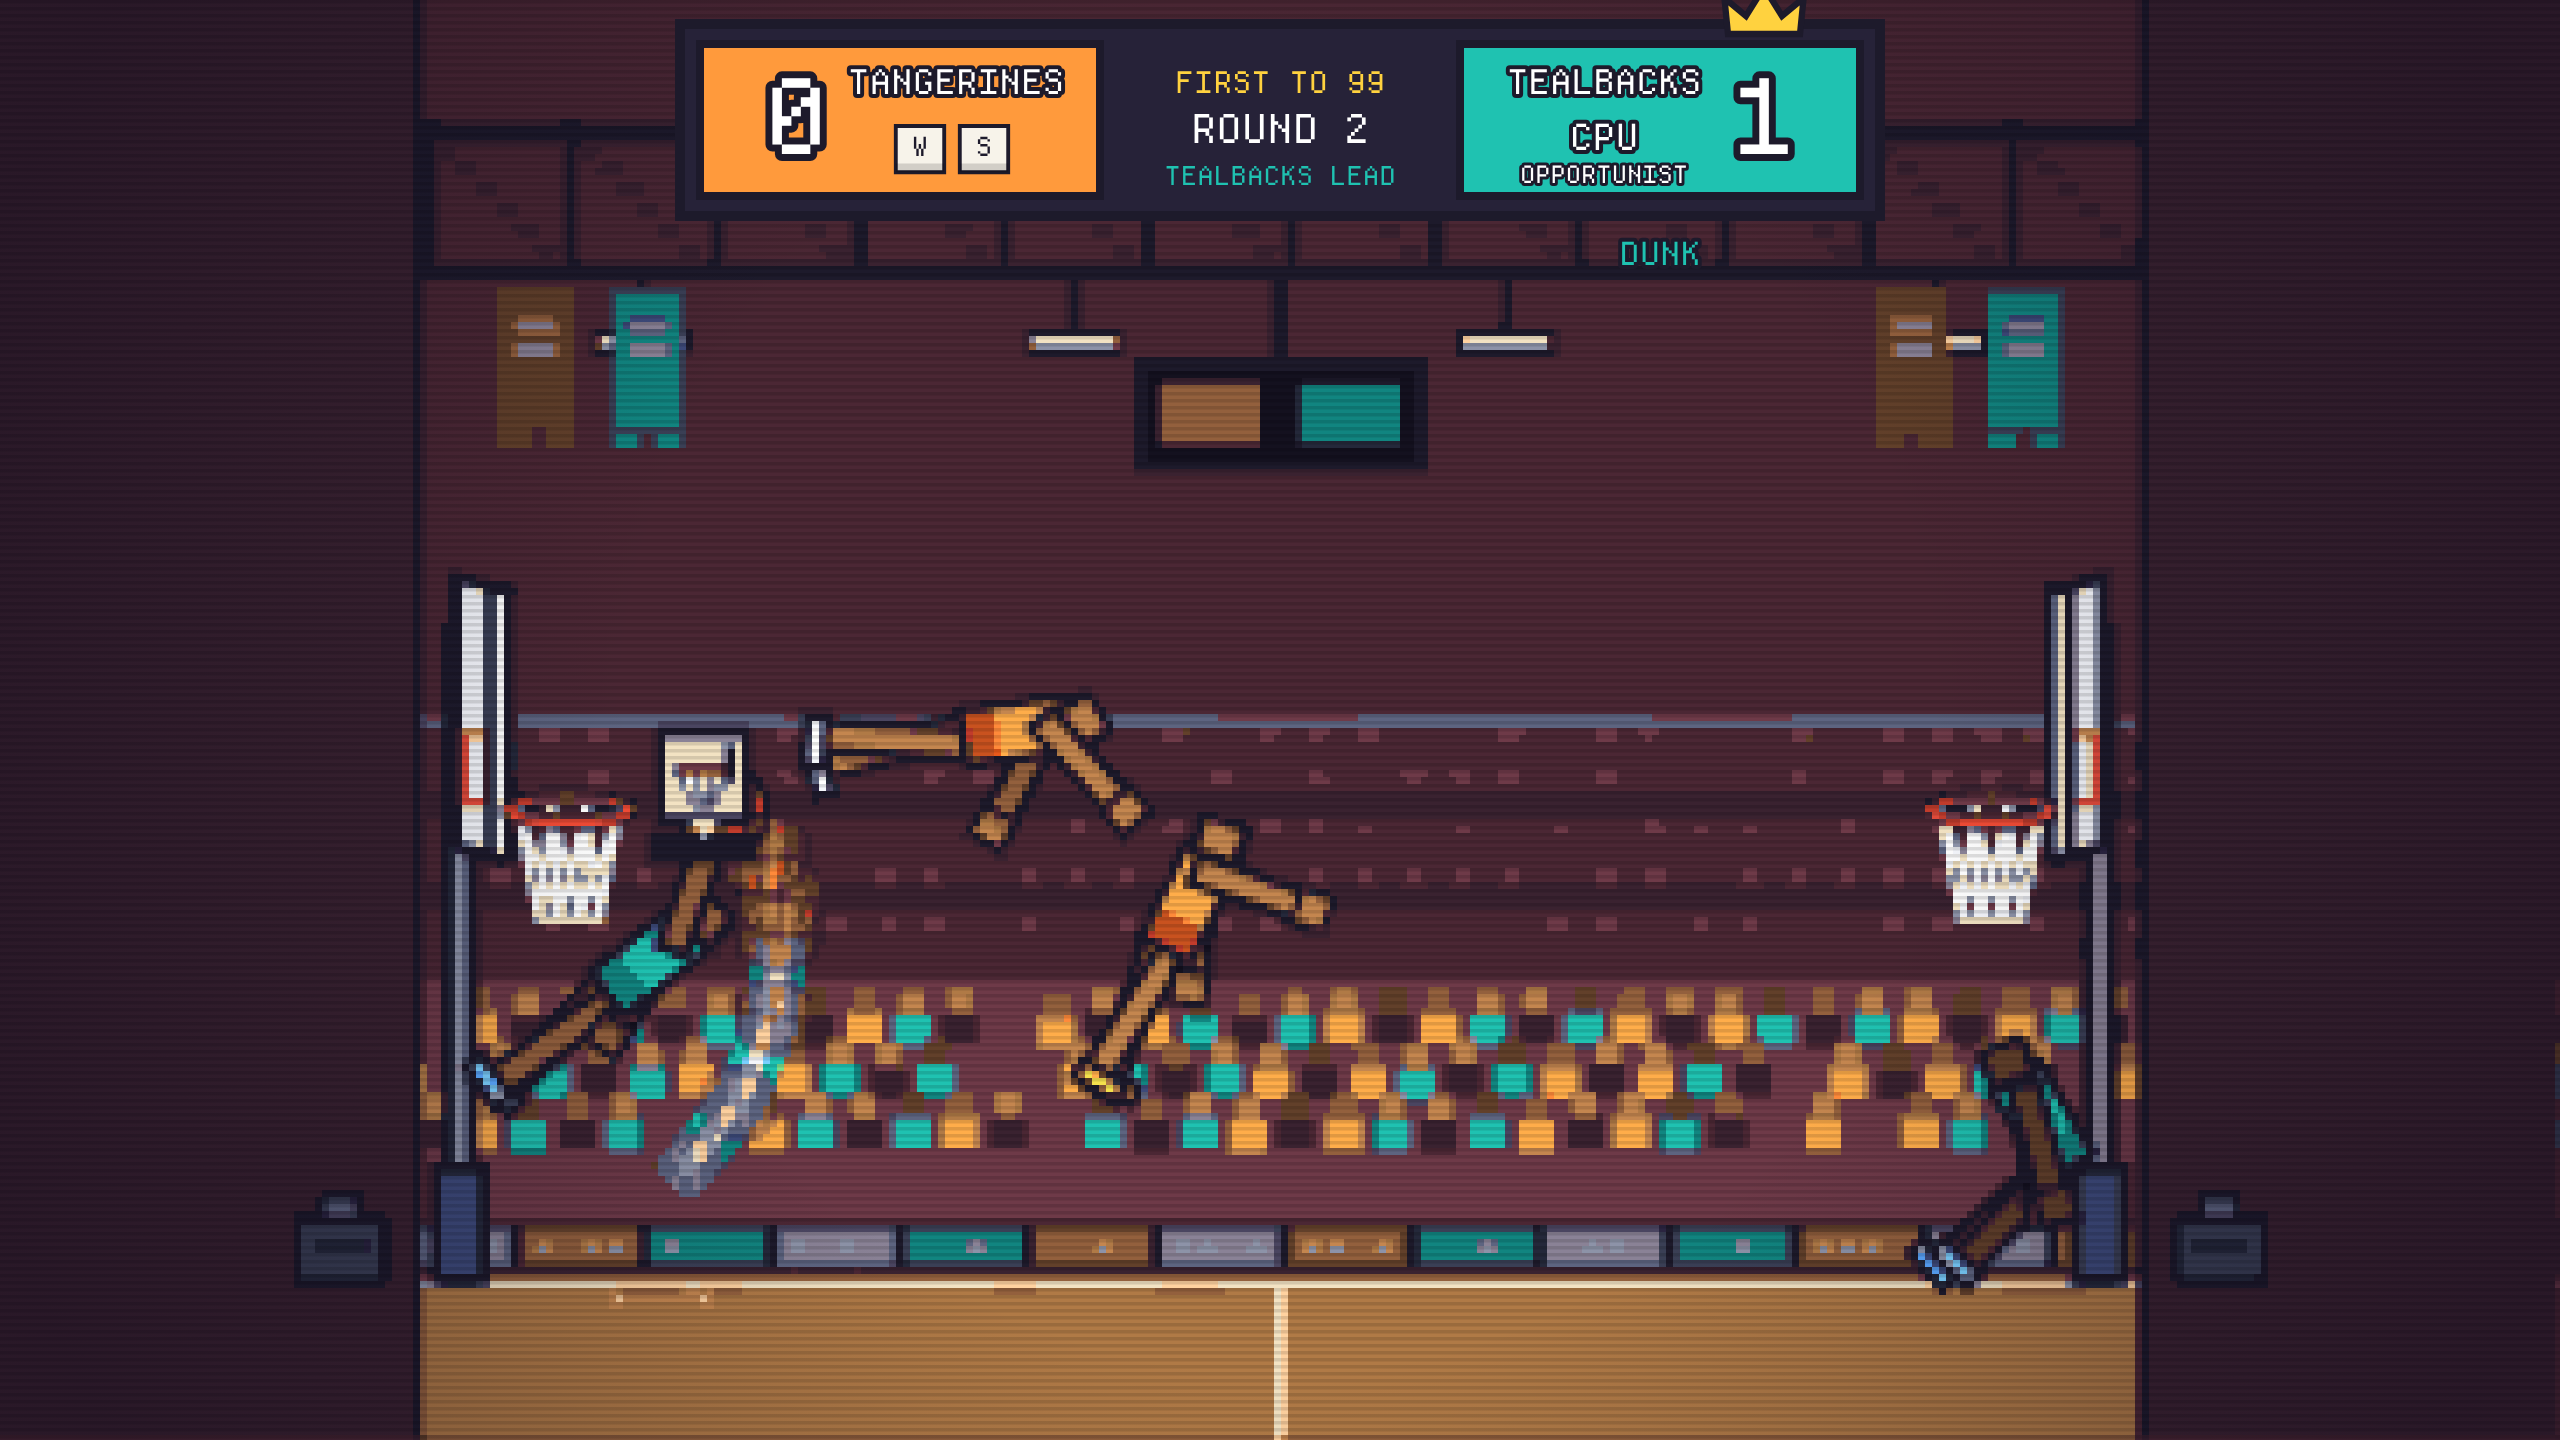 0
TANGERINES
W S
FIRST TO 99
ROUND 2
TEALBACKS LEAD
TEALBACKS
CPU
OPPORTUNIST
1
DUNK